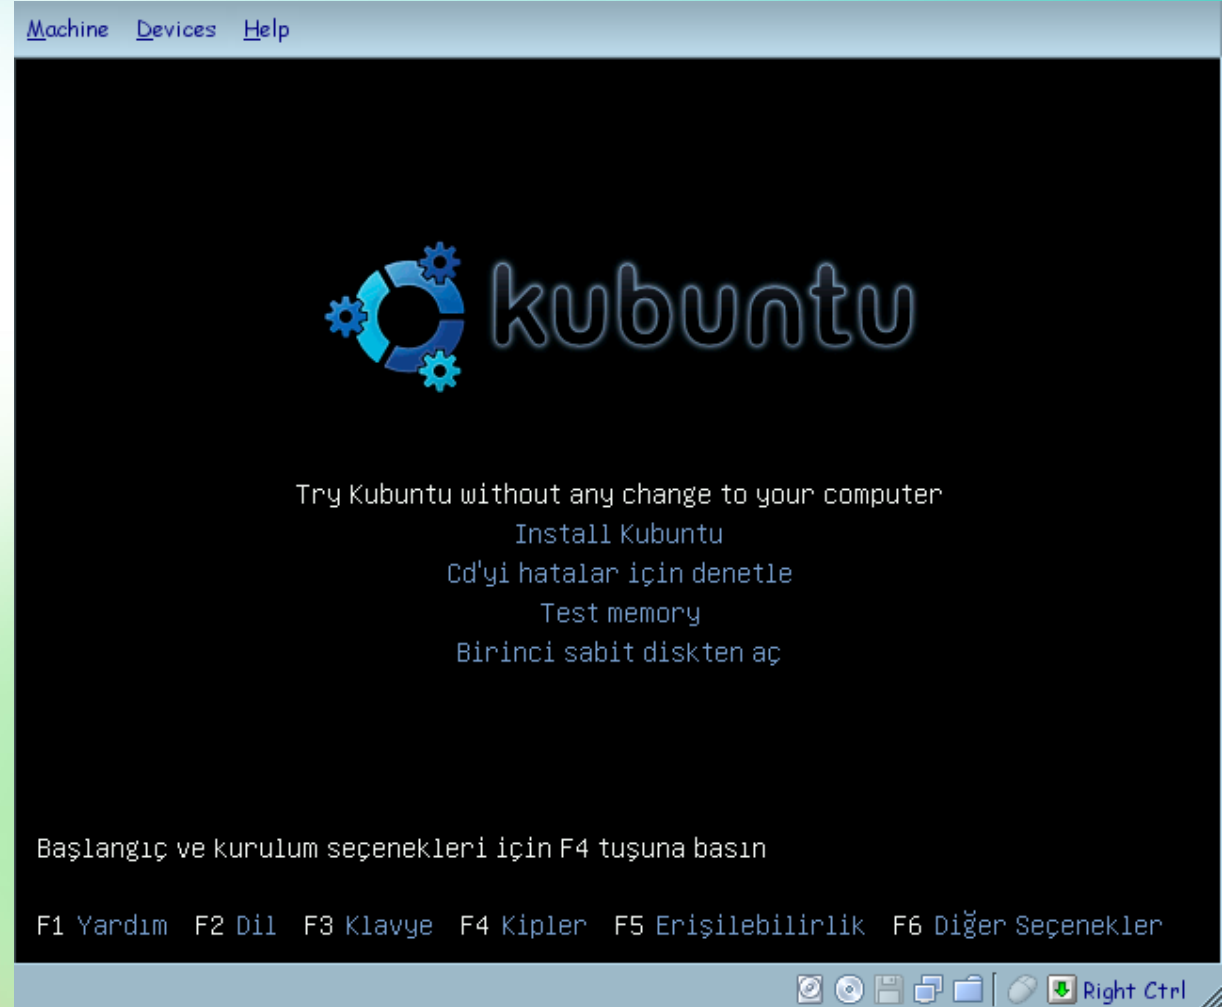 Machine Devices Help
kubuntu
Try Kubuntu without any change to your computer
Install Kubuntu
Cd'yi hatalar için denetle
Test memory
Birinci sabit diskten aç
Başlangıç ve kurulum seçenekleri için F4 tuşuna basın
F1 Yardım F2 Dil F3 Klavye F4 Kipler F5 Erişilebilirlik F6 Diğer Seçenekler
Right Ctrl